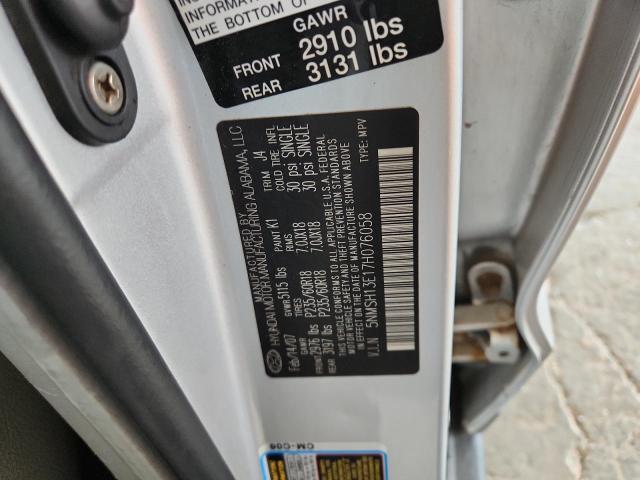 INFORMATION
THE BOTTOM OF
GAWR
FRONT 2910 lbs
REAR 3131 lbs
MANUFACTURED BY
HYUNDAI MOTOR MANUFACTURING ALABAMA, LLC
Feb/14/07 GVWR 5115 lbs PAINT K1 TRIM J4
TIRES RIMS COLD TIRE INFL
FRONT 2976 lbs P235/60R18 7.0JX18 30 psi SINGLE
REAR 3197 lbs P235/60R18 7.0JX18 30 psi SINGLE
THIS VEHICLE CONFORMS TO ALL APPLICABLE U.S.A. FEDERAL
MOTOR VEHICLE SAFETY AND THEFT PREVENTION STANDARDS
IN EFFECT ON THE DATE OF MANUFACTURE SHOWN ABOVE
V.I.N 5NMSH13E17H076058 TYPE: MPV
CM-C06